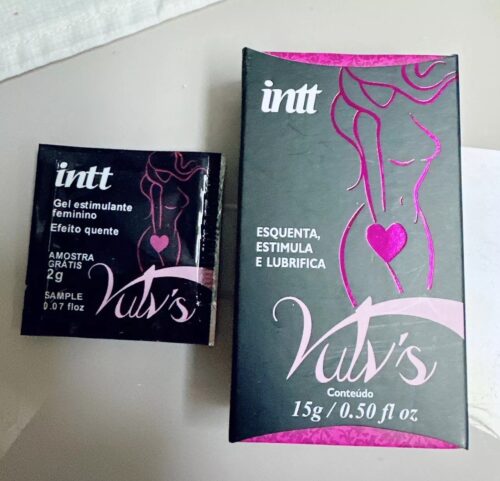 intt
Gel estimulante
feminino
Efeito quente
AMOSTRA
GRÁTIS
2g
SAMPLE
0.07 floz
Vulv's
intt
ESQUENTA,
ESTIMULA
E LUBRIFICA
Vulv's
Conteúdo
15g / 0.50 fl oz